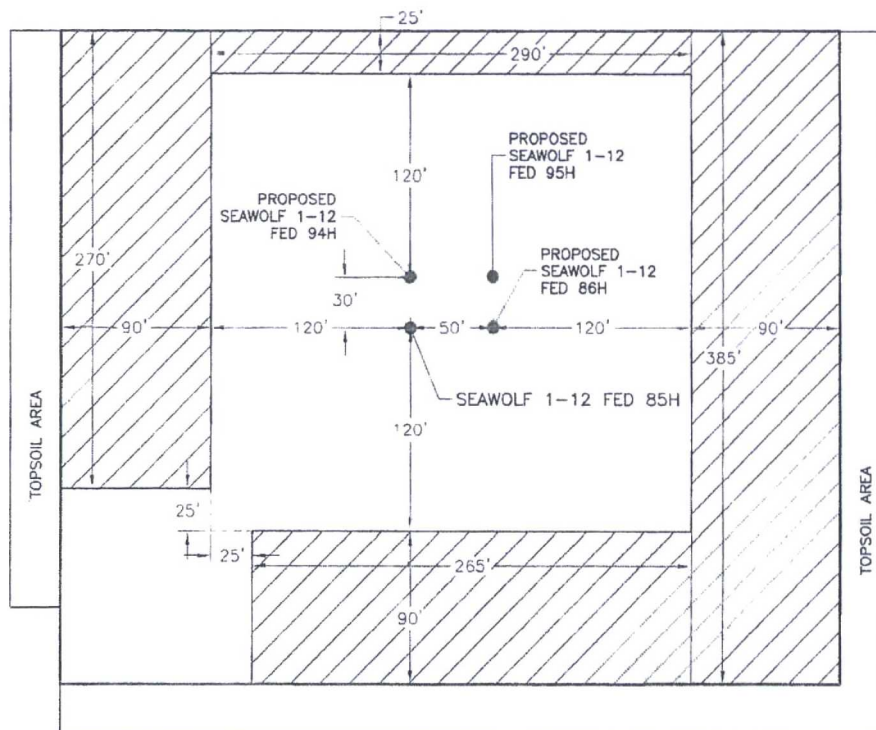 25'
290'
PROPOSED
SEAWOLF 1-12
FED 95H
120'
PROPOSED
SEAWOLF 1-12
FED 94H
PROPOSED
SEAWOLF 1-12
FED 86H
270'
30'
90'
120'
50'
120'
90'
385'
SEAWOLF 1-12 FED 85H
120'
TOPSOIL AREA
TOPSOIL AREA
25'
25'
265'
90'